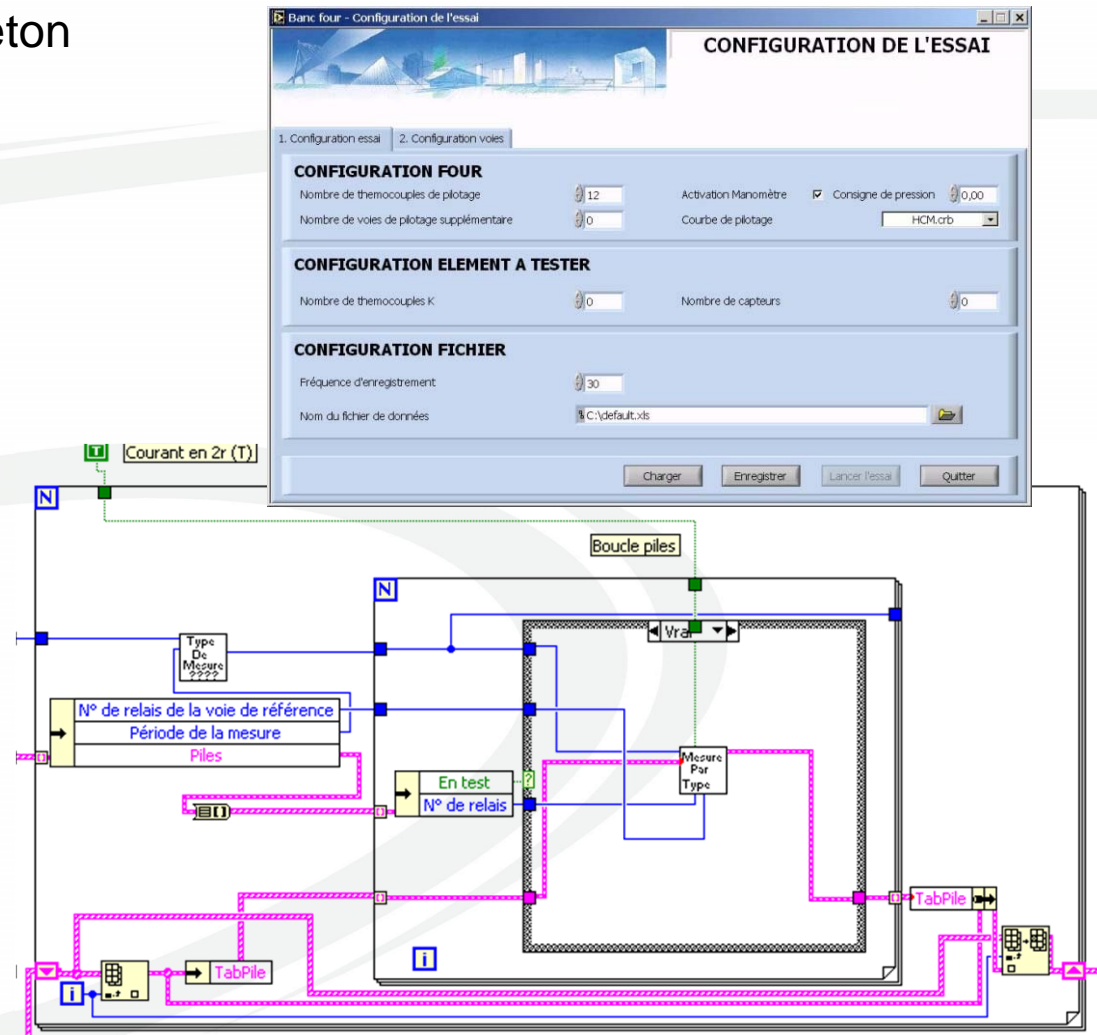 eton
Banc four - Configuration de l'essai
CONFIGURATION DE L'ESSAI
1. Configuration essai
2. Configuration voies
CONFIGURATION FOUR
Nombre de themocouples de pilotage
12
Activation Manomètre
Consigne de pression
0,00
Nombre de voies de pilotage supplémentaire
0
Courbe de pilotage
HCM.crb
CONFIGURATION ELEMENT A TESTER
Nombre de themocouples K
0
Nombre de capteurs
0
CONFIGURATION FICHIER
Fréquence d'enregistrement
30
Nom du fichier de données
C:\default.xls
Charger
Enregistrer
Lancer l'essai
Quitter
T
Courant en 2r (T)
N
Boucle piles
N
Vrai
Type
De
Mesure
????
N° de relais de la voie de référence
Période de la mesure
Piles
Mesure
Par
Type
En test
?
N° de relais
TabPile
i
TabPile
i